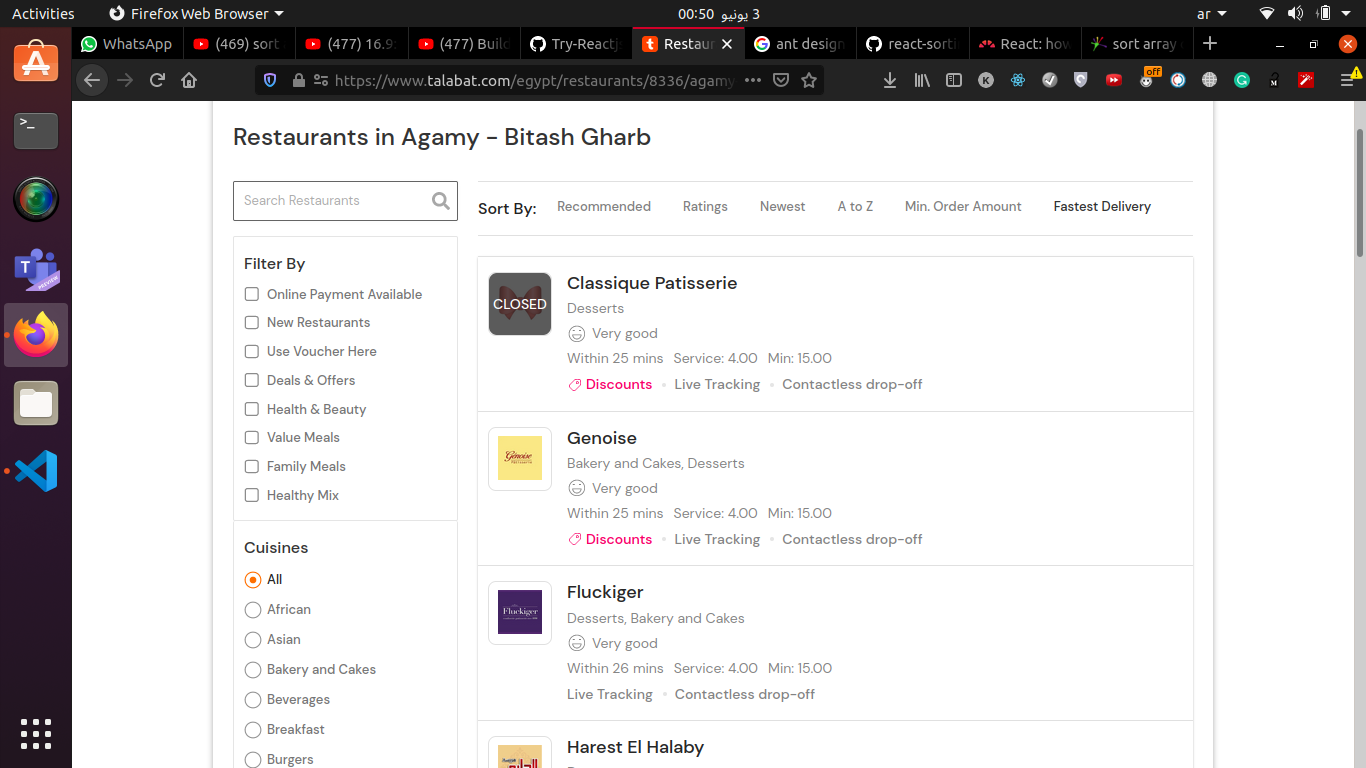 Activities
Firefox Web Browser
3 يونيو 00:50
ar
WhatsApp
(469) sort
(477) 16.9
(477) Build
Try-Reactj
Restaur
ant design
react-sorti
React: how
sort array
https://www.talabat.com/egypt/restaurants/8336/agamy
off
Restaurants in Agamy - Bitash Gharb
Search Restaurants
Sort By:
Recommended
Ratings
Newest
A to Z
Min. Order Amount
Fastest Delivery
Filter By
Online Payment Available
New Restaurants
Use Voucher Here
Deals & Offers
Health & Beauty
Value Meals
Family Meals
Healthy Mix
Cuisines
All
African
Asian
Bakery and Cakes
Beverages
Breakfast
Burgers
CLOSED
Classique Patisserie
Desserts
Very good
Within 25 mins Service: 4.00 Min: 15.00
Discounts Live Tracking Contactless drop-off
Genoise
Genoise
Bakery and Cakes, Desserts
Very good
Within 25 mins Service: 4.00 Min: 15.00
Discounts Live Tracking Contactless drop-off
Fluckiger
Fluckiger
Desserts, Bakery and Cakes
Very good
Within 26 mins Service: 4.00 Min: 15.00
Live Tracking Contactless drop-off
Harest El Halaby